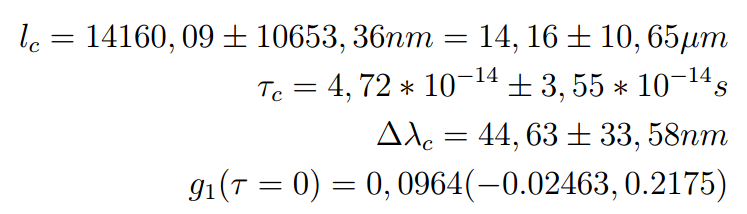 l_c = 14160,09 ± 10653,36nm = 14,16 ± 10,65μm
τ_c = 4,72 * 10^{-14} ± 3,55 * 10^{-14}s
Δλ_c = 44,63 ± 33,58nm
g_1(τ = 0) = 0,0964(−0.02463,0.2175)